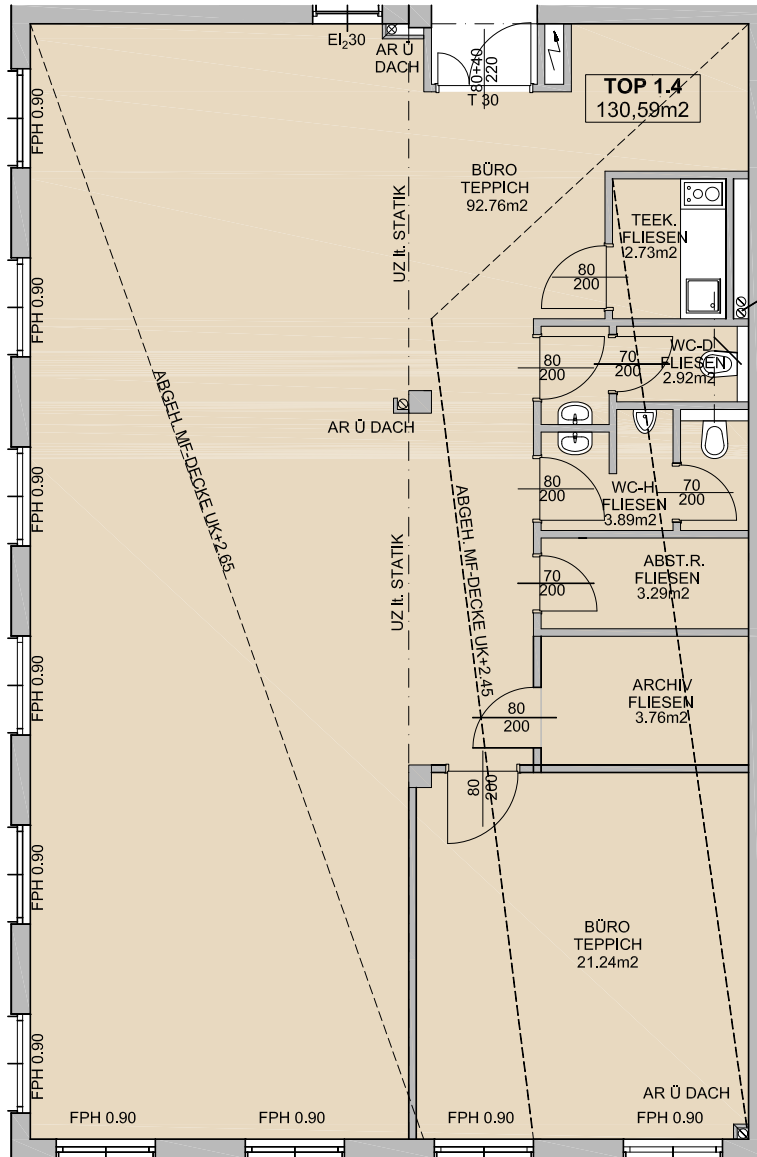 EI₂30
AR Ü
DACH
80+40
220
T 30
TOP 1.4
130,59m2
FPH 0.90
BÜRO
TEPPICH
92.76m2
UZ lt. STATIK
TEEK.
FLIESEN
2.73m2
80
200
FPH 0.90
WC-D
FLIESEN
2.92m2
80
200
70
200
ABGEH. MF-DECKE UK+2.65
AR Ü DACH
FPH 0.90
ABGEH. MF-DECKE UK+2.45
80
200
WC-H
FLIESEN
3.89m2
70
200
UZ lt. STATIK
70
200
ABST.R.
FLIESEN
3.29m2
FPH 0.90
80
200
ARCHIV
FLIESEN
3.76m2
80
200
FPH 0.90
BÜRO
TEPPICH
21.24m2
FPH 0.90
AR Ü DACH
FPH 0.90
FPH 0.90
FPH 0.90
FPH 0.90